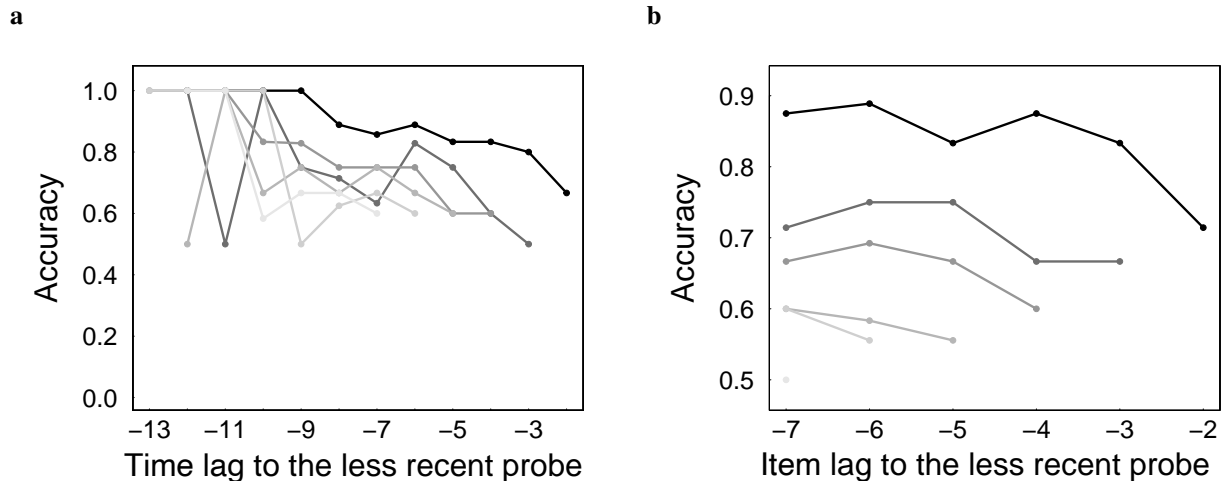 a
b
Accuracy
1.0
0.8
0.6
0.4
0.2
0.0
−13 −11 −9 −7 −5 −3
Time lag to the less recent probe
Accuracy
0.9
0.8
0.7
0.6
0.5
−7 −6 −5 −4 −3 −2
Item lag to the less recent probe